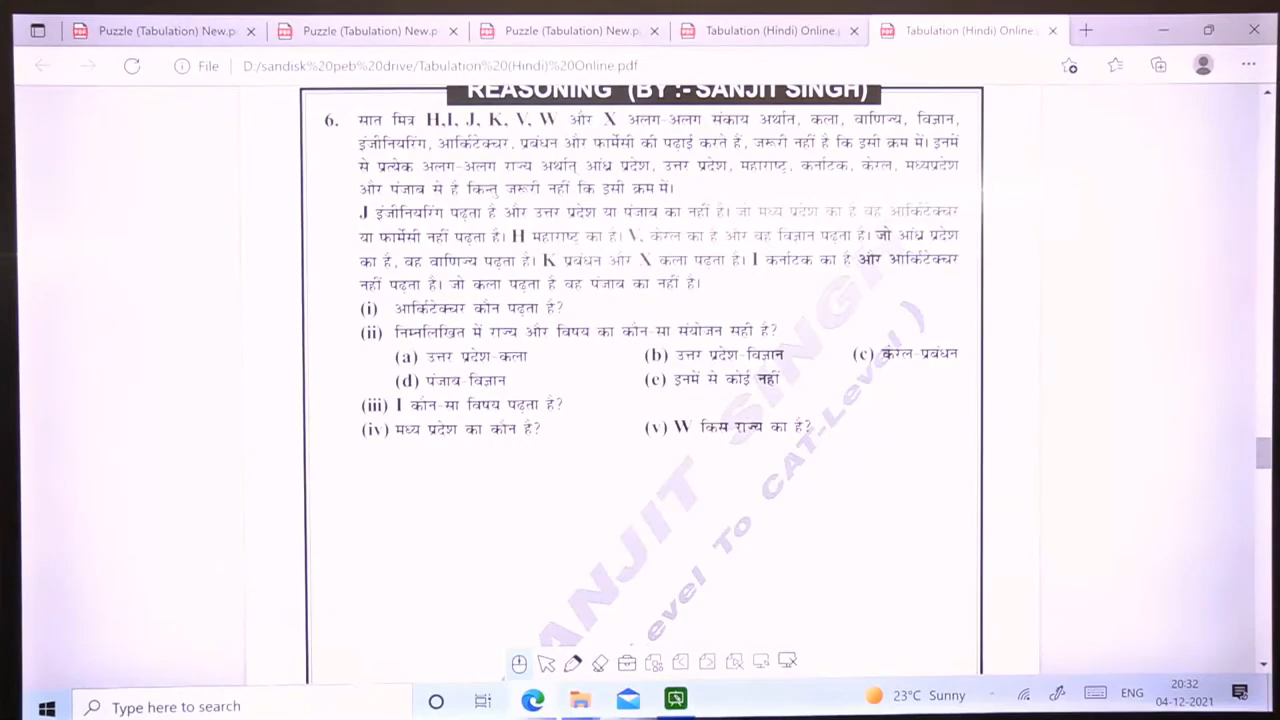 Puzzle (Tabulation) New.p
Puzzle (Tabulation) New.p
Puzzle (Tabulation) New.p
Tabulation (Hindi) Online.
Tabulation (Hindi) Online.
File D:/sandisk%20peb%20drive/Tabulation%20(Hindi)%20Online.pdf
REASONING (BY :- SANJIT SINGH)
6. सात मित्र H,I, J, K, V, W और X अलग-अलग संकाय अर्थात, कला, वाणिज्य, विज्ञान,
इंजीनियरिंग, आर्किटेक्चर, प्रबंधन और फार्मेसी की पढ़ाई करते हैं, जरूरी नहीं है कि इसी क्रम में। इनमें
से प्रत्येक अलग-अलग राज्य अर्थात् आंध्र प्रदेश, उत्तर प्रदेश, महाराष्ट्र, कर्नाटक, केरल, मध्यप्रदेश
और पंजाब से है किन्तु जरूरी नहीं कि इसी क्रम में।
J इंजीनियरिंग पढ़ता है और उत्तर प्रदेश या पंजाब का नहीं है। जो मध्य प्रदेश का है वह आर्किटेक्चर
या फार्मेसी नहीं पढ़ता है। H महाराष्ट्र का है। V, केरल का है और वह विज्ञान पढ़ता है। जो आंध्र प्रदेश
का है, वह वाणिज्य पढ़ता है। K प्रबंधन और X कला पढ़ता है। I कर्नाटक का है और आर्किटेक्चर
नहीं पढ़ता है। जो कला पढ़ता है वह पंजाब का नहीं है।
(i) आर्किटेक्चर कौन पढ़ता है?
(ii) निम्नलिखित में राज्य और विषय का कौन-सा संयोजन सही है?
(a) उत्तर प्रदेश-कला (b) उत्तर प्रदेश-विज्ञान (c) केरल-प्रबंधन
(d) पंजाब-विज्ञान (e) इनमें से कोई नहीं
(iii) I कौन-सा विषय पढ़ता है?
(iv) मध्य प्रदेश का कौन है? (v) W किस राज्य का है?
SANJIT SINGH
Level To CAT-Level )
Type here to search
23°C Sunny
ENG
20:32
04-12-2021